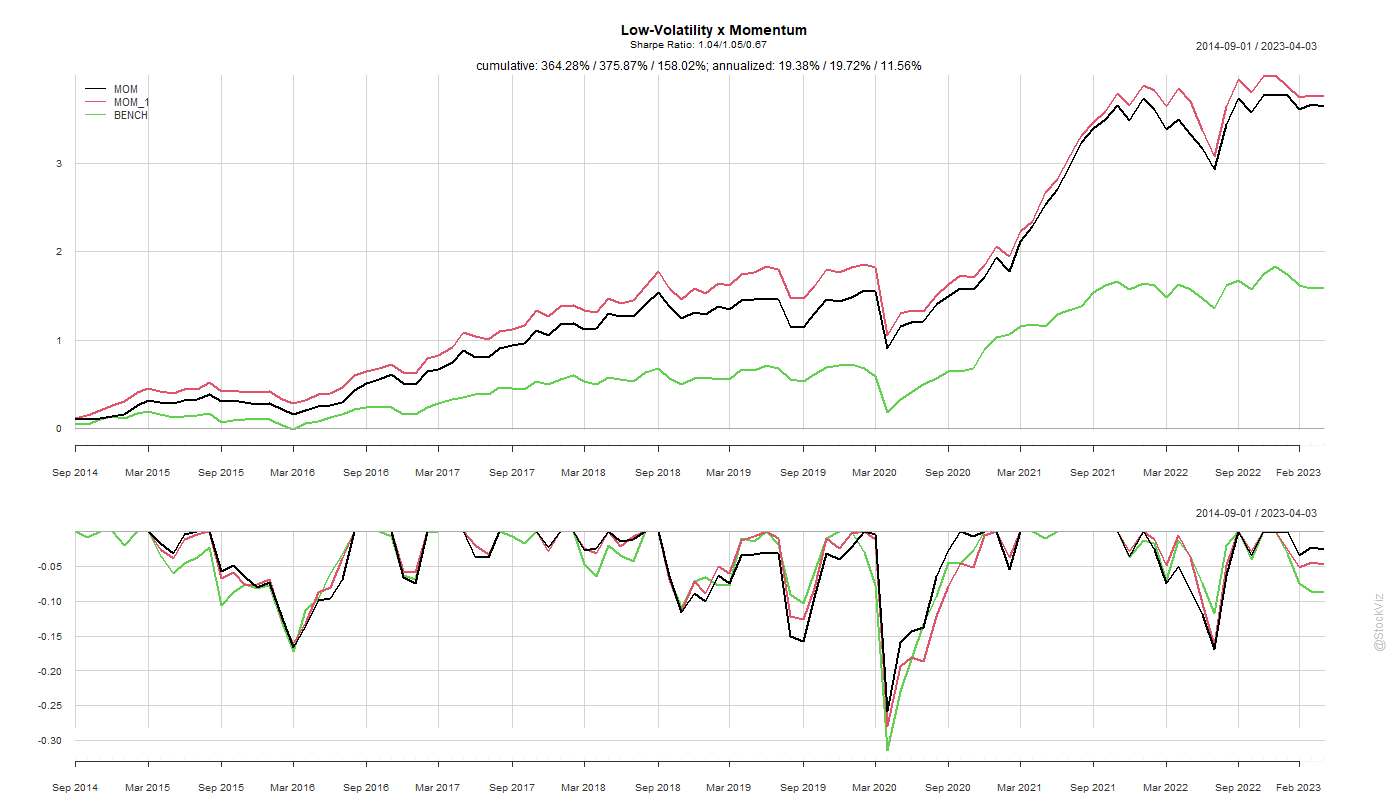 Low-Volatility x Momentum
Sharpe Ratio: 1.04/1.05/0.67
2014-09-01 / 2023-04-03
cumulative: 364.28% / 375.87% / 158.02%; annualized: 19.38% / 19.72% / 11.56%
MOM
MOM_1
BENCH
3
2
1
0
Sep 2014 Mar 2015 Sep 2015 Mar 2016 Sep 2016 Mar 2017 Sep 2017 Mar 2018 Sep 2018 Mar 2019 Sep 2019 Mar 2020 Sep 2020 Mar 2021 Sep 2021 Mar 2022 Sep 2022 Feb 2023
2014-09-01 / 2023-04-03
-0.05
-0.10
-0.15
-0.20
-0.25
-0.30
Sep 2014 Mar 2015 Sep 2015 Mar 2016 Sep 2016 Mar 2017 Sep 2017 Mar 2018 Sep 2018 Mar 2019 Sep 2019 Mar 2020 Sep 2020 Mar 2021 Sep 2021 Mar 2022 Sep 2022 Feb 2023
@StockViz